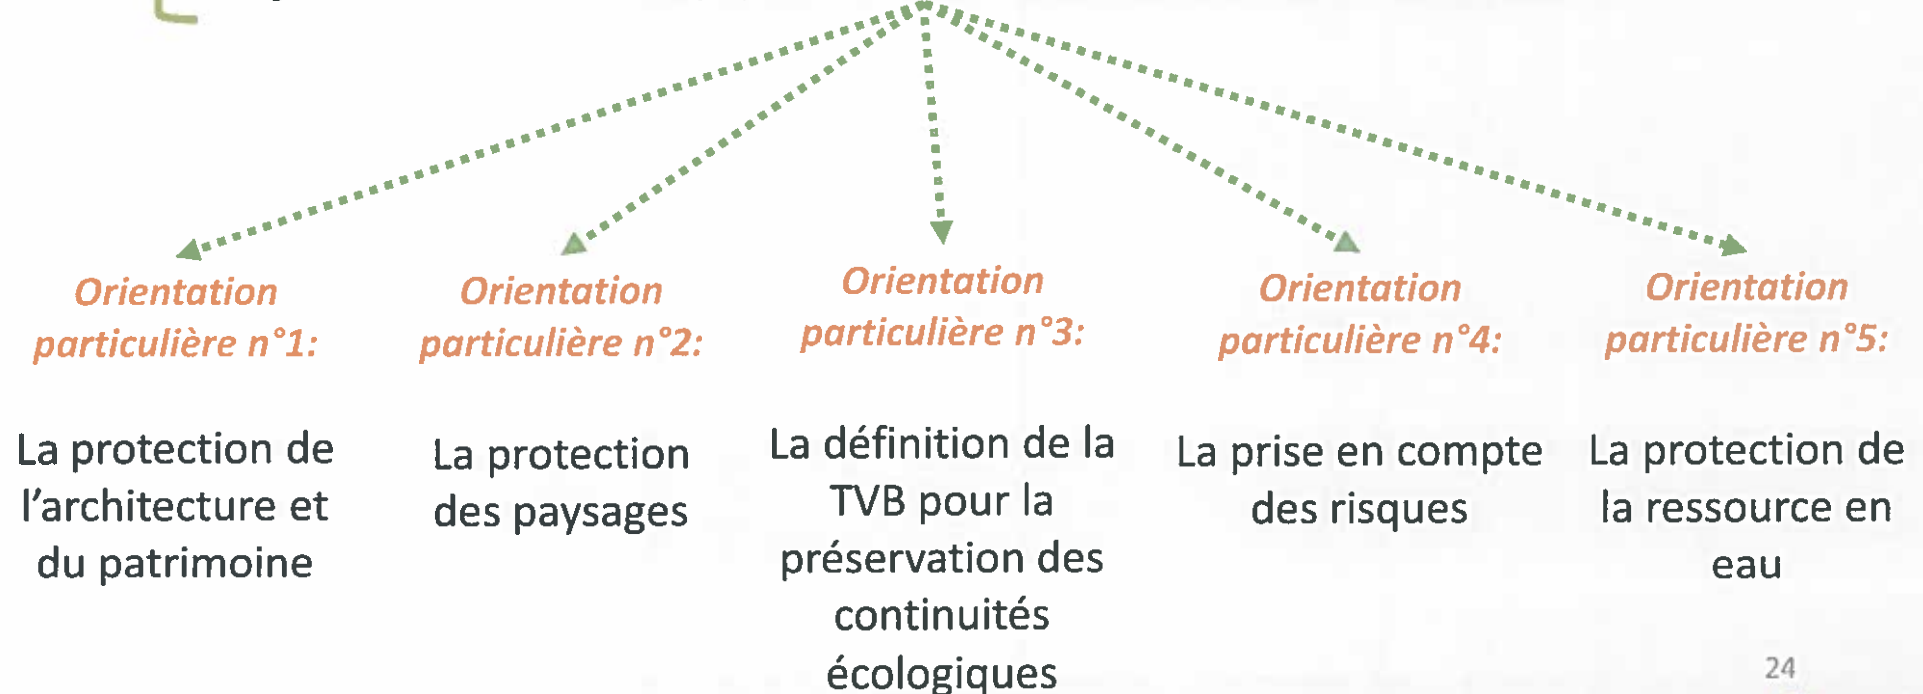 Orientation
particulière n°1:
La protection de
l'architecture et
du patrimoine
Orientation
particulière n°2:
La protection
des paysages
Orientation
particulière n°3:
La définition de la
TVB pour la
préservation des
continuités
écologiques
Orientation
particulière n°4:
La prise en compte
des risques
Orientation
particulière n°5:
La protection de
la ressource en
eau
24